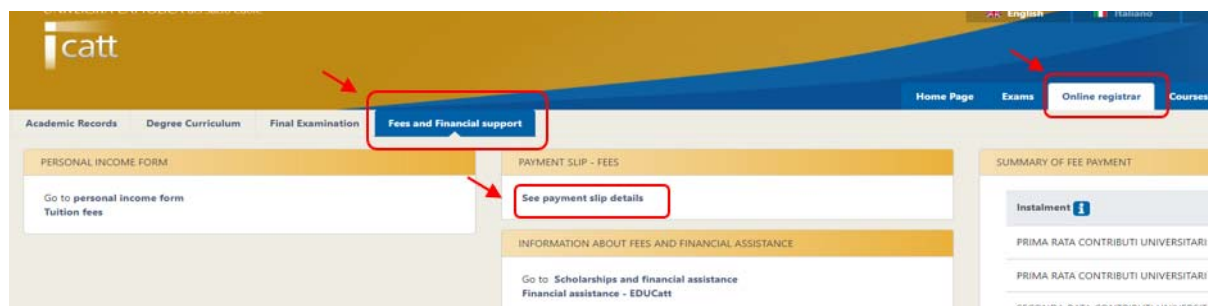 English
Italiano
catt
Home Page
Exams
Online registrar
Courses
Academic Records
Degree Curriculum
Final Examination
Fees and Financial support
PERSONAL INCOME FORM
Go to personal income form
Tuition fees
PAYMENT SLIP - FEES
See payment slip details
INFORMATION ABOUT FEES AND FINANCIAL ASSISTANCE
Go to Scholarships and financial assistance
Financial assistance - EDUCatt
SUMMARY OF FEE PAYMENT
Instalment i
PRIMA RATA CONTRIBUTI UNIVERSITARI
PRIMA RATA CONTRIBUTI UNIVERSITARI